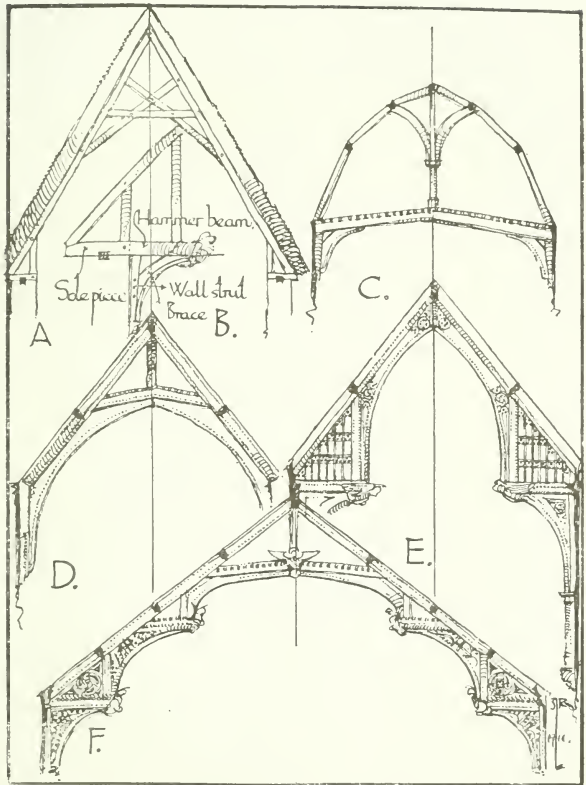 Hammer beam.
Sole piece
Wall strut
Brace
A
B.
C.
D.
E.
F.